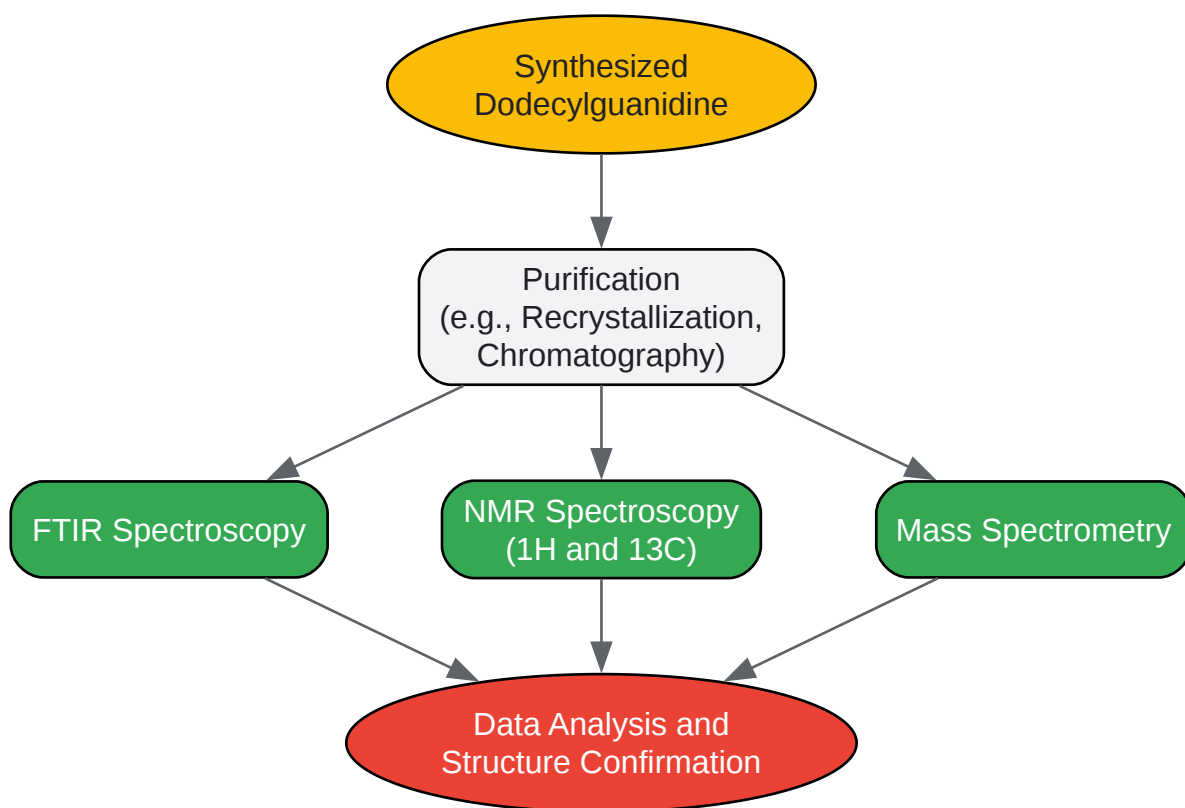 Synthesized
Dodecylguanidine
Purification
(e.g., Recrystallization,
Chromatography)
FTIR Spectroscopy
NMR Spectroscopy
(1H and 13C)
Mass Spectrometry
Data Analysis and
Structure Confirmation